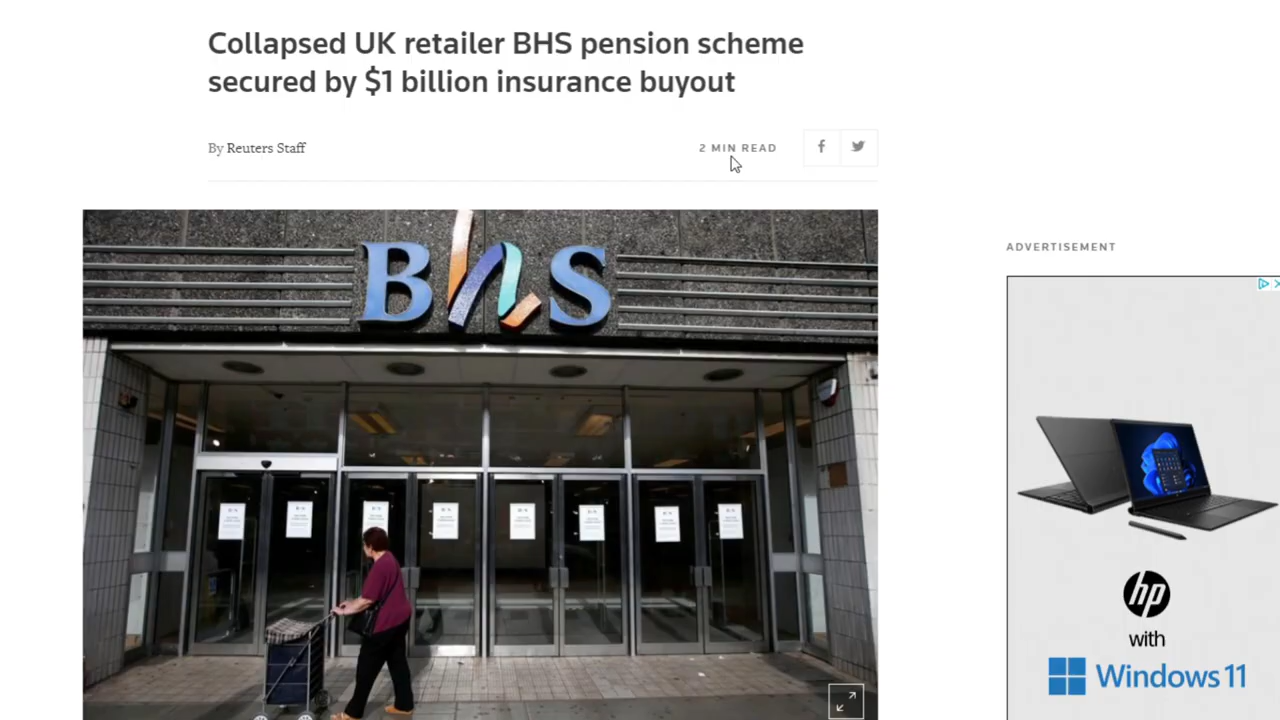 Collapsed UK retailer BHS pension scheme
secured by $1 billion insurance buyout
By Reuters Staff
2 MIN READ
BhS
ADVERTISEMENT
hp
with
Windows 11